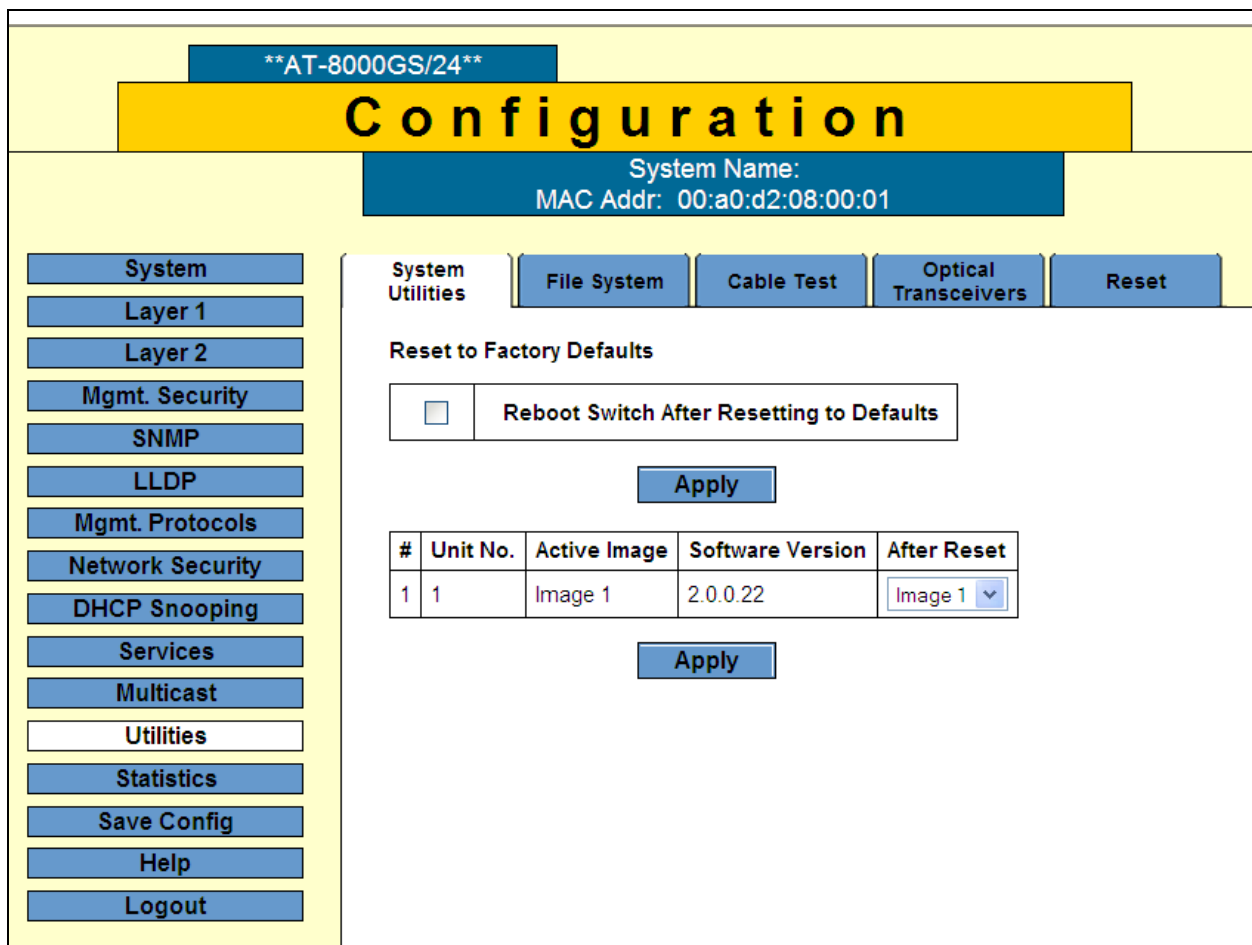 **AT-8000GS/24**
Configuration
System Name:
MAC Addr: 00:a0:d2:08:00:01
System
Layer 1
Layer 2
Mgmt. Security
SNMP
LLDP
Mgmt. Protocols
Network Security
DHCP Snooping
Services
Multicast
Utilities
Statistics
Save Config
Help
Logout
System
Utilities
File System
Cable Test
Optical
Transceivers
Reset
Reset to Factory Defaults
Reboot Switch After Resetting to Defaults
Apply
# Unit No. Active Image Software Version After Reset
1 1 Image 1 2.0.0.22 Image 1
Apply